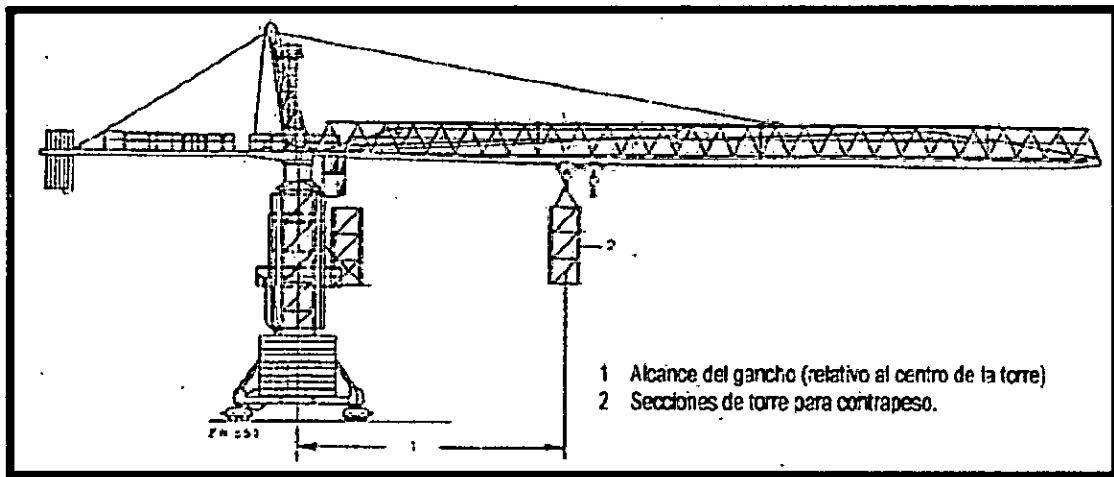 2
1 Alcance del gancho (relativo al centro de la torre)
2 Secciones de torre para contrapeso.
1